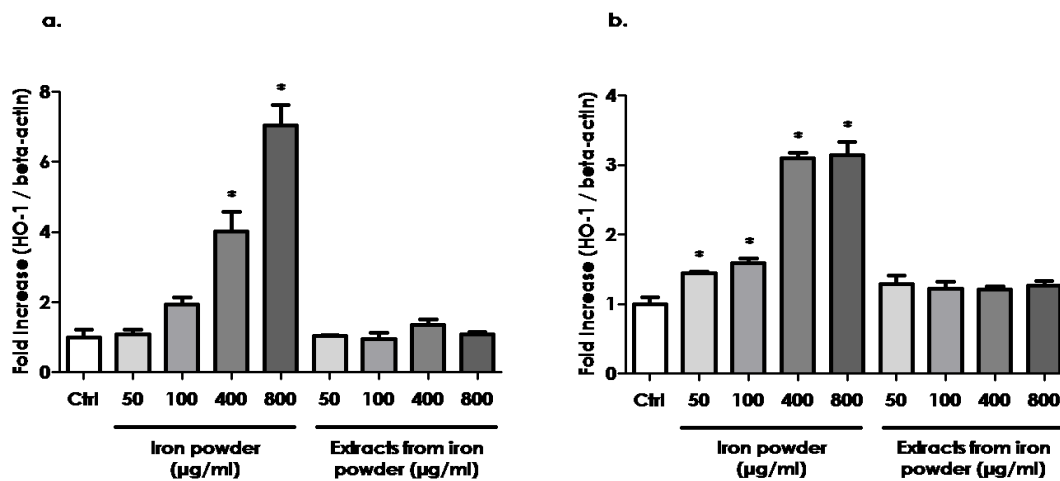 a.
Fold Increase (HO-1 / beta-actin)
8
6
4
2
0
*
*
Ctrl 50 100 400 800 50 100 400 800
Iron powder
(µg/ml)
Extracts from iron
powder (µg/ml)
b.
Fold Increase (HO-1 / beta-actin)
4
3
2
1
0
*
*
*
*
Ctrl 50 100 400 800 50 100 400 800
Iron powder
(µg/ml)
Extracts from iron
powder (µg/ml)